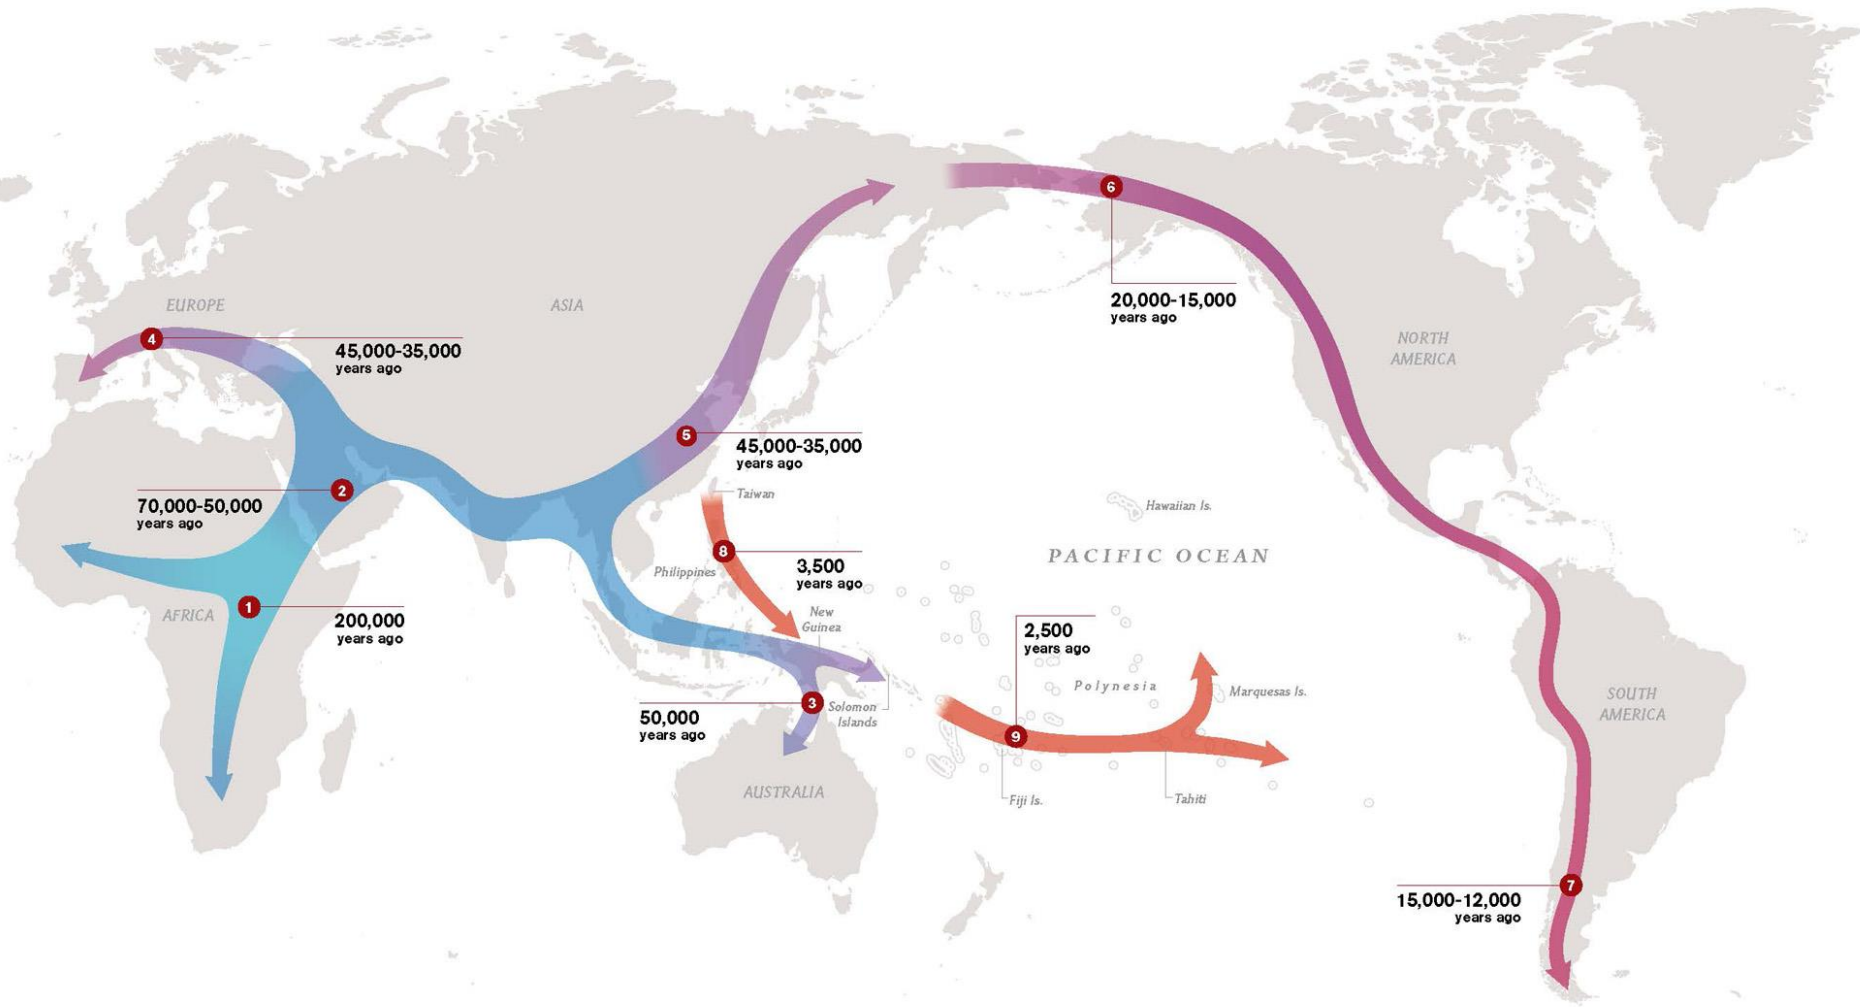 EUROPE
ASIA
4
45,000-35,000
years ago
5
45,000-35,000
years ago
2
70,000-50,000
years ago
AFRICA
1
200,000
years ago
Taiwan
8
3,500
years ago
Philippines
New
Guinea
3
50,000
years ago
Solomon
Islands
AUSTRALIA
6
20,000-15,000
years ago
NORTH
AMERICA
Hawaiian Is.
PACIFIC OCEAN
2,500
years ago
9
Polynesia
Marquesas Is.
Fiji Is.
Tahiti
SOUTH
AMERICA
7
15,000-12,000
years ago